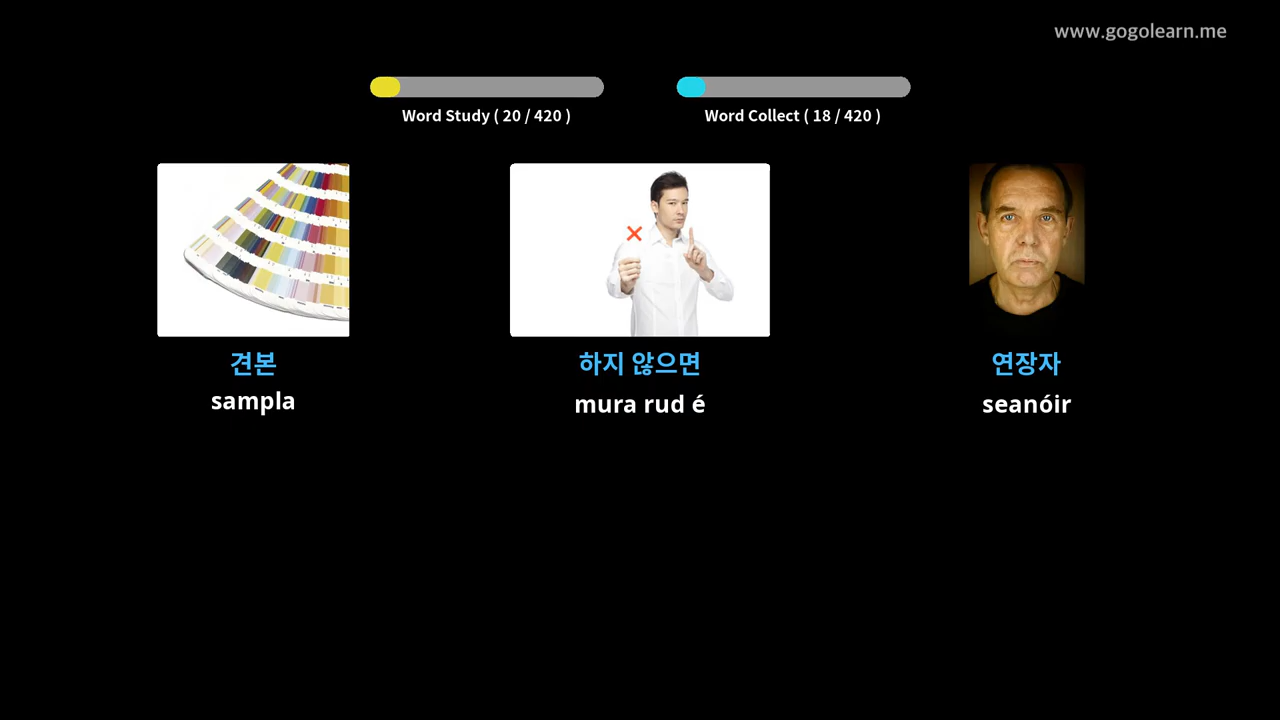 www.gogolearn.me
Word Study ( 20 / 420 )
Word Collect ( 18 / 420 )
견본
하지 않으면
연장자
sampla
mura rud é
seanóir